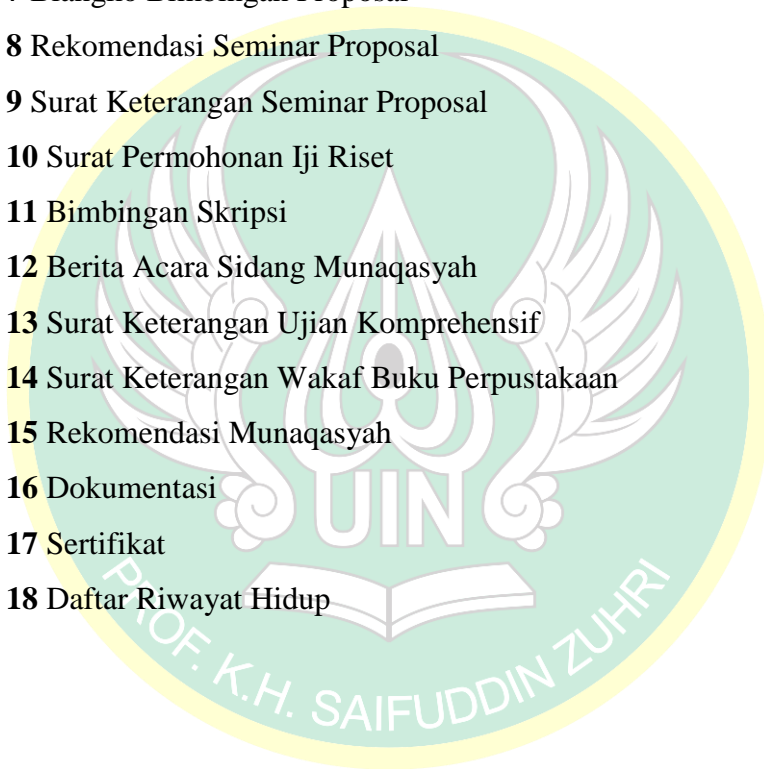 Bimbingan Proposal
8 Rekomendasi Seminar Proposal
9 Surat Keterangan Seminar Proposal
10 Surat Permohonan Iji Riset
11 Bimbingan Skripsi
12 Berita Acara Sidang Munaqasyah
13 Surat Keterangan Ujian Komprehensif
14 Surat Keterangan Wakaf Buku Perpustakaan
15 Rekomendasi Munaqasyah
16 Dokumentasi
17 Sertifikat
18 Daftar Riwayat Hidup
UIN
PROF. K.H. SAIFUDDIN ZUHRI